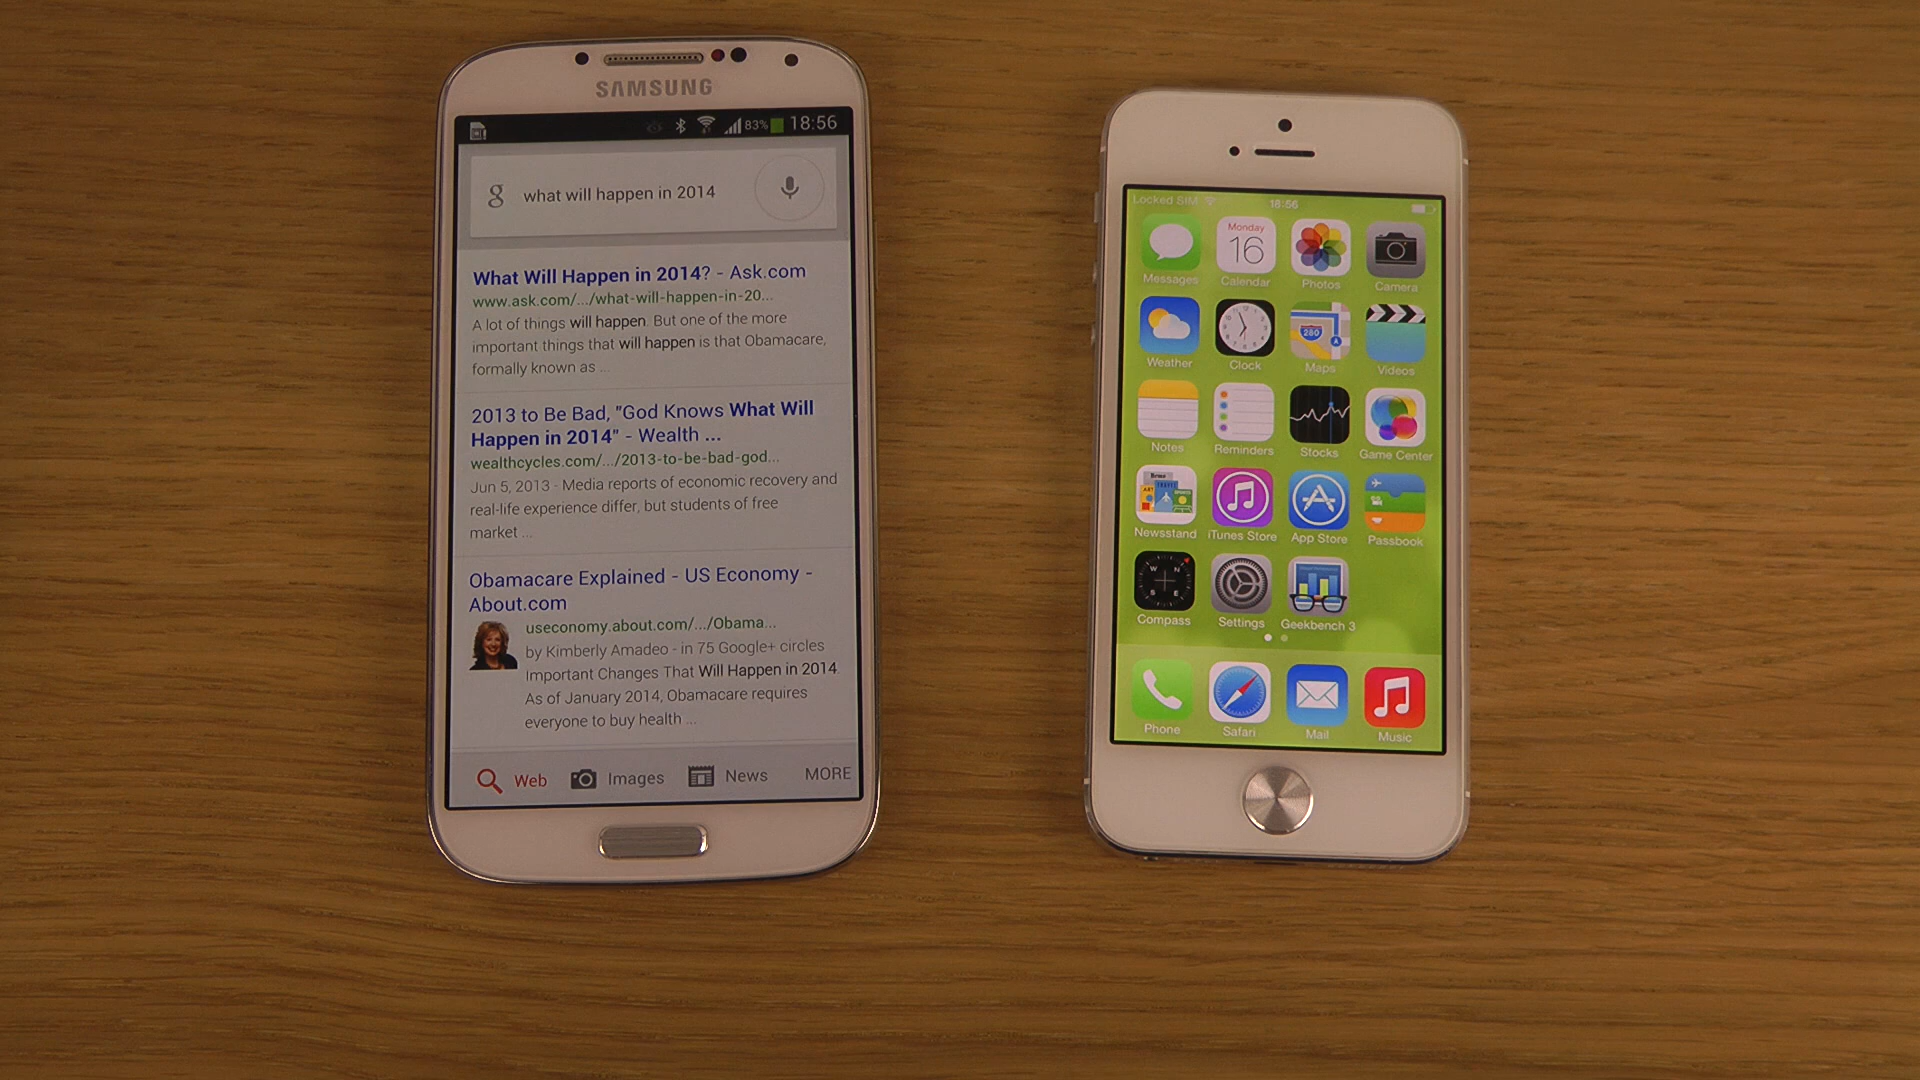 SAMSUNG
83% 18:56
g what will happen in 2014
What Will Happen in 2014? - Ask.com
www.ask.com/.../what-will-happen-in-20...
A lot of things will happen. But one of the more
important things that will happen is that Obamacare,
formally known as ...
2013 to Be Bad, "God Knows What Will
Happen in 2014" - Wealth ...
wealthcycles.com/.../2013-to-be-bad-god...
Jun 5, 2013 - Media reports of economic recovery and
real-life experience differ, but students of free
market ...
Obamacare Explained - US Economy -
About.com
useconomy.about.com/.../Obama...
by Kimberly Amadeo - in 75 Google+ circles
Important Changes That Will Happen in 2014.
As of January 2014, Obamacare requires
everyone to buy health ...
Web Images News MORE
Locked SIM 18:56
Monday
16
Messages Calendar Photos Camera
280
Weather Clock Maps Videos
Notes Reminders Stocks Game Center
Newsstand iTunes Store App Store Passbook
W N
S E
Compass Settings Geekbench 3
Phone Safari Mail Music